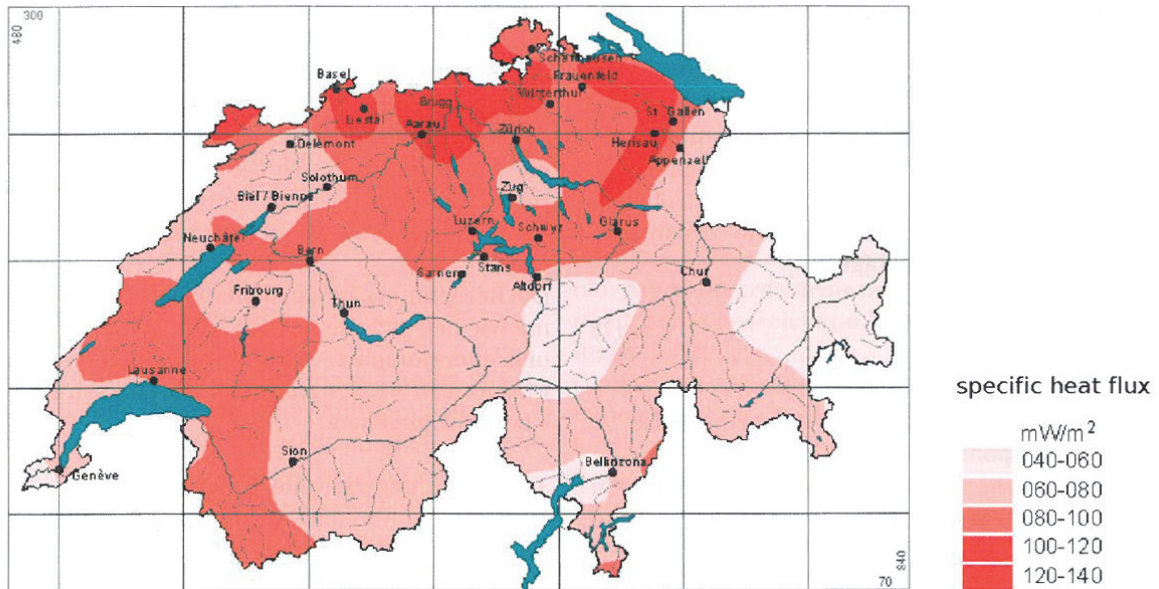 300
480
Schaffhausen
Basel
Frauenfeld
Winterthur
Brugg
Liestal
St. Gallen
Aarau
Zürich
Herisau
Delémont
Appenzell
Solothurn
Zug
Biel / Bienne
Luzern
Schwyz
Glarus
Neuchâtel
Bern
Stans
Sarnen
Chur
Altdorf
Fribourg
Thun
Lausanne
Sion
Bellinzona
Genève
70
840
specific heat flux
mW/m²
040-060
060-080
080-100
100-120
120-140